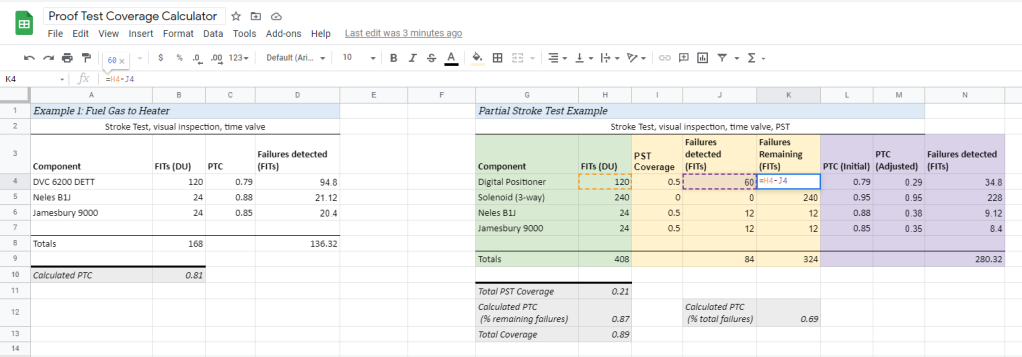 Proof Test Coverage Calculator
File Edit View Insert Format Data Tools Add-ons Help Last edit was 3 minutes ago
60 × $ % .0 .00 123 Default (Ari... 10 B I S A
K4 fx =H4-J4
A B C D E F G H I J K L M N
1 Example 1: Fuel Gas to Heater Partial Stroke Test Example
2 Stroke Test, visual inspection, time valve Stroke Test, visual inspection, time valve, PST
3 Component FITs (DU) PTC Failures detected (FITs) Component FITs (DU) PST Coverage Failures detected (FITs) Failures Remaining (FITs) PTC (Initial) PTC (Adjusted) Failures detected (FITs)
4 DVC 6200 DETT 120 0.79 94.8 Digital Positioner 120 0.5 60 =H4-J4 0.79 0.29 34.8
5 Neles B1J 24 0.88 21.12 Solenoid (3-way) 240 0 0 240 0.95 0.95 228
6 Jamesbury 9000 24 0.85 20.4 Neles B1J 24 0.5 12 12 0.88 0.38 9.12
7 Jamesbury 9000 24 0.5 12 12 0.85 0.35 8.4
8 Totals 168 136.32
9 Totals 408 84 324 280.32
10 Calculated PTC 0.81
11 Total PST Coverage 0.21
12 Calculated PTC (% remaining failures) 0.87 Calculated PTC (% total failures) 0.69
13 Total Coverage 0.89
14